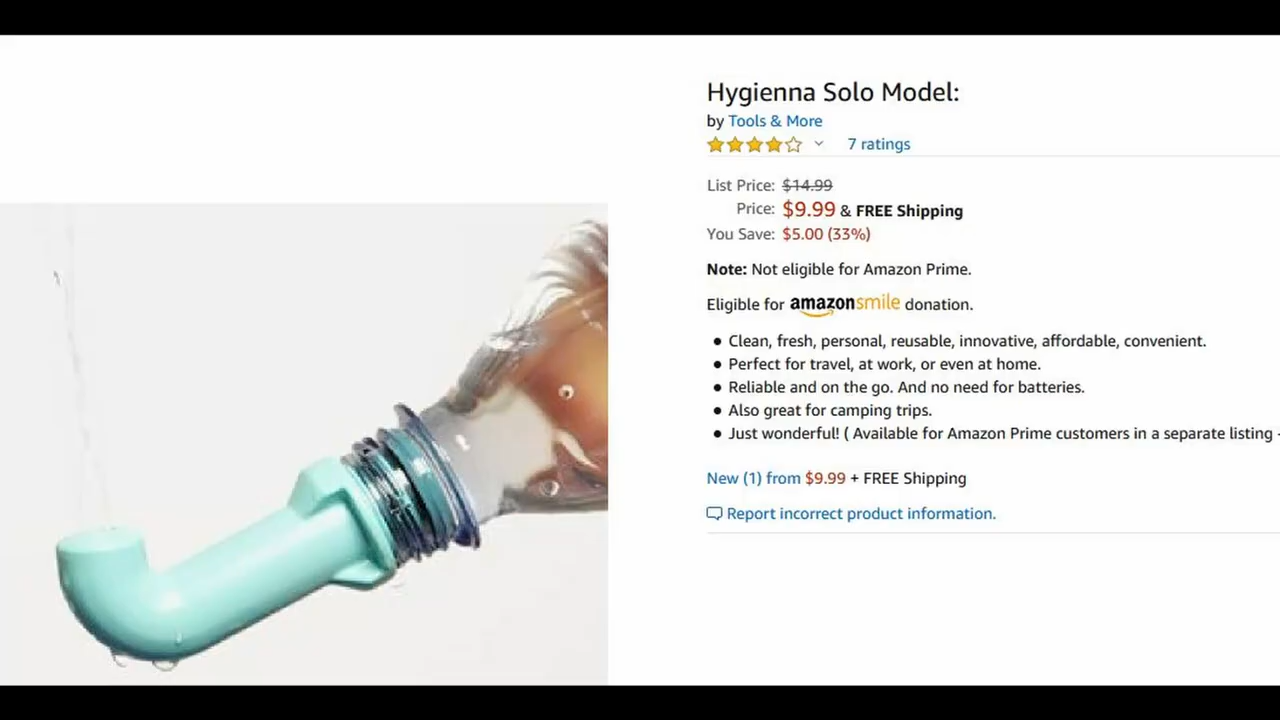 Hygienna Solo Model:
by Tools & More
7 ratings
List Price: $14.99
Price: $9.99 & FREE Shipping
You Save: $5.00 (33%)
Note: Not eligible for Amazon Prime.
Eligible for amazonsmile donation.
● Clean, fresh, personal, reusable, innovative, affordable, convenient.
● Perfect for travel, at work, or even at home.
● Reliable and on the go. And no need for batteries.
● Also great for camping trips.
● Just wonderful! ( Available for Amazon Prime customers in a separate listing -
New (1) from $9.99 + FREE Shipping
Report incorrect product information.